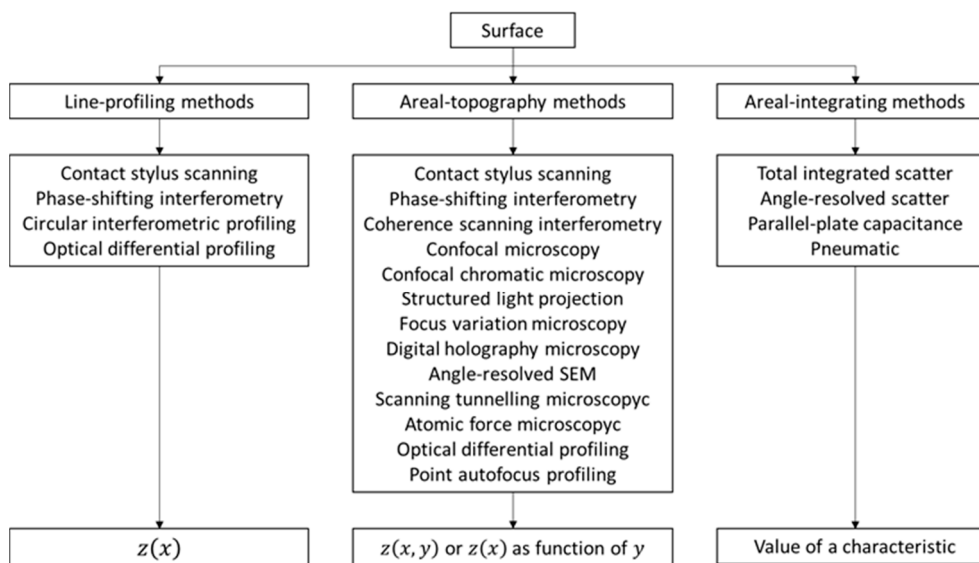 Surface
Line-profiling methods
Areal-topography methods
Areal-integrating methods
Contact stylus scanning
Phase-shifting interferometry
Circular interferometric profiling
Optical differential profiling
Contact stylus scanning
Phase-shifting interferometry
Coherence scanning interferometry
Confocal microscopy
Confocal chromatic microscopy
Structured light projection
Focus variation microscopy
Digital holography microscopy
Angle-resolved SEM
Scanning tunnelling microscopyc
Atomic force microscopyc
Optical differential profiling
Point autofocus profiling
Total integrated scatter
Angle-resolved scatter
Parallel-plate capacitance
Pneumatic
z(x)
z(x, y) or z(x) as function of y
Value of a characteristic